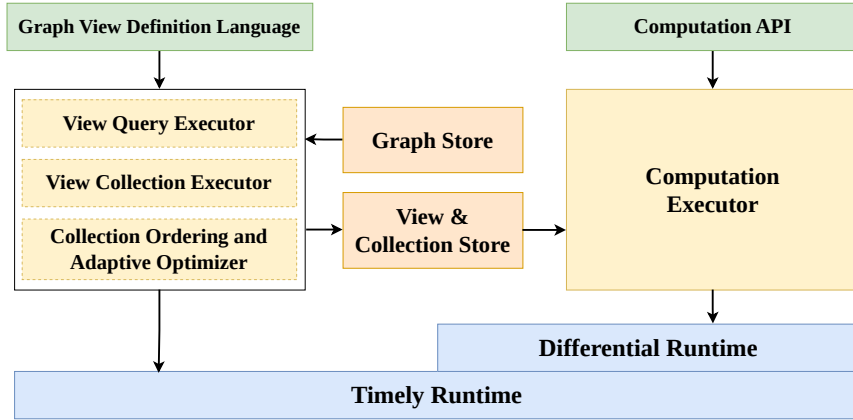 Graph View Definition Language
Computation API
View Query Executor
View Collection Executor
Collection Ordering and
Adaptive Optimizer
Graph Store
View &
Collection Store
Computation
Executor
Differential Runtime
Timely Runtime